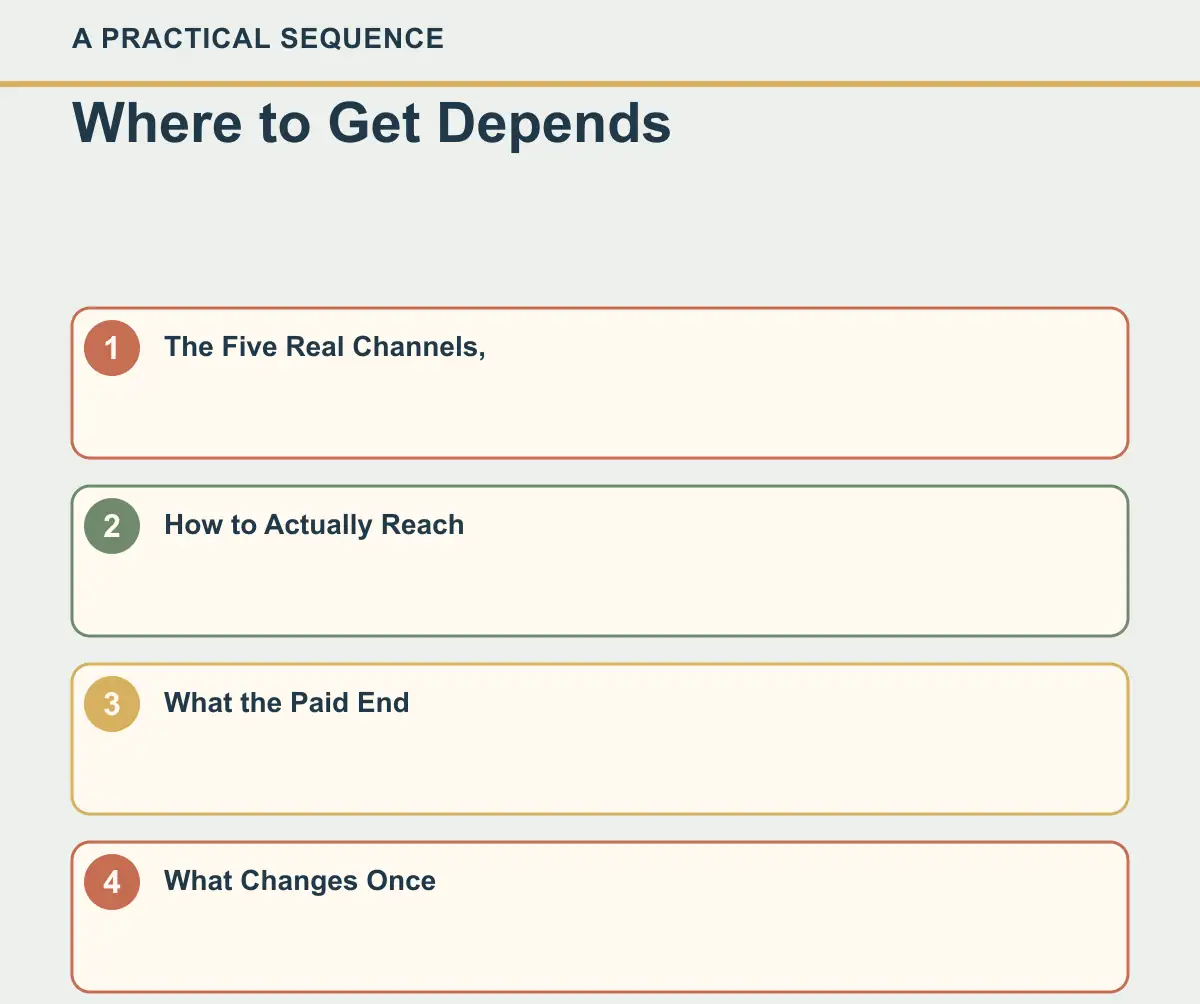 A PRACTICAL SEQUENCE
Where to Get Depends
1 The Five Real Channels,
2 How to Actually Reach
3 What the Paid End
4 What Changes Once